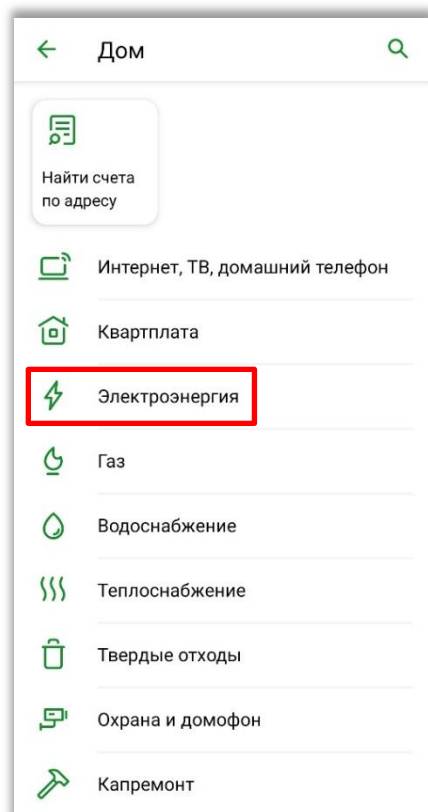 Дом
Найти счета
по адресу
Интернет, ТВ, домашний телефон
Квартплата
Электроэнергия
Газ
Водоснабжение
Теплоснабжение
Твердые отходы
Охрана и домофон
Капремонт